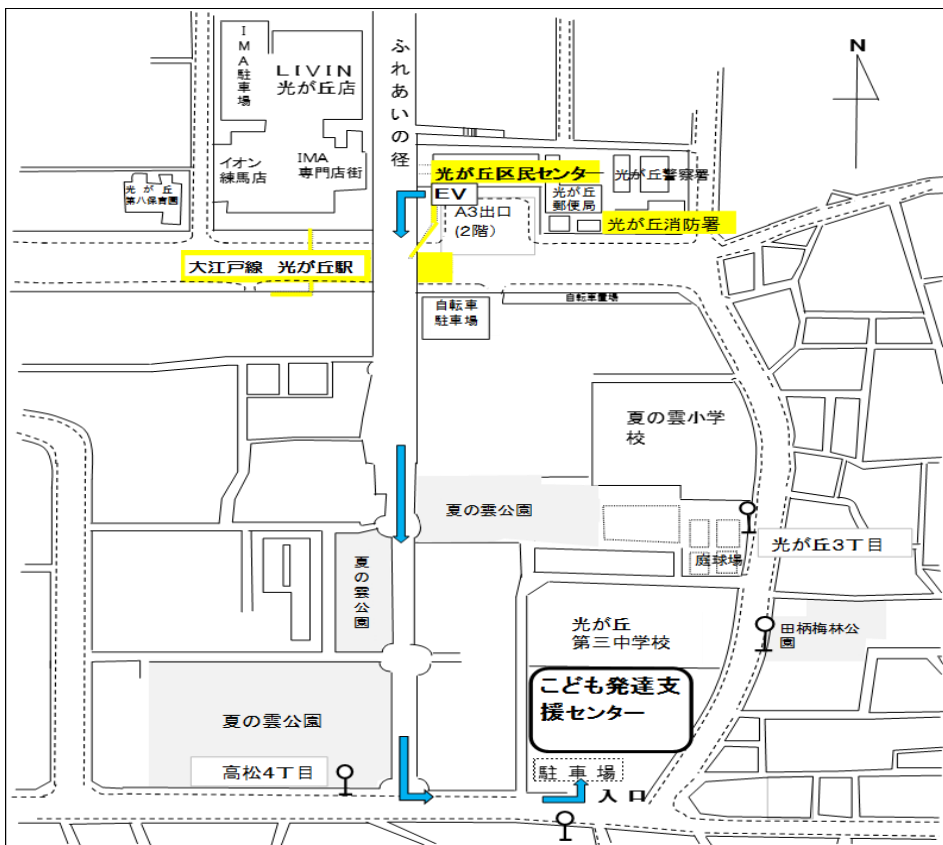 IMA駐車場
LIVIN
光が丘店
ふれあいの径
N
イオン
練馬店
IMA
専門店街
光が丘
第八保育園
光が丘区民センター
光が丘警察署
EV
光が丘
郵便局
A3出口
(2階)
光が丘消防署
大江戸線 光が丘駅
自転車置場
自転車
駐車場
夏の雲小学
校
夏の雲公園
光が丘3丁目
庭球場
夏の雲公園
光が丘
第三中学校
田柄梅林公
園
こども発達支
援センター
夏の雲公園
高松4丁目
駐車場
入口